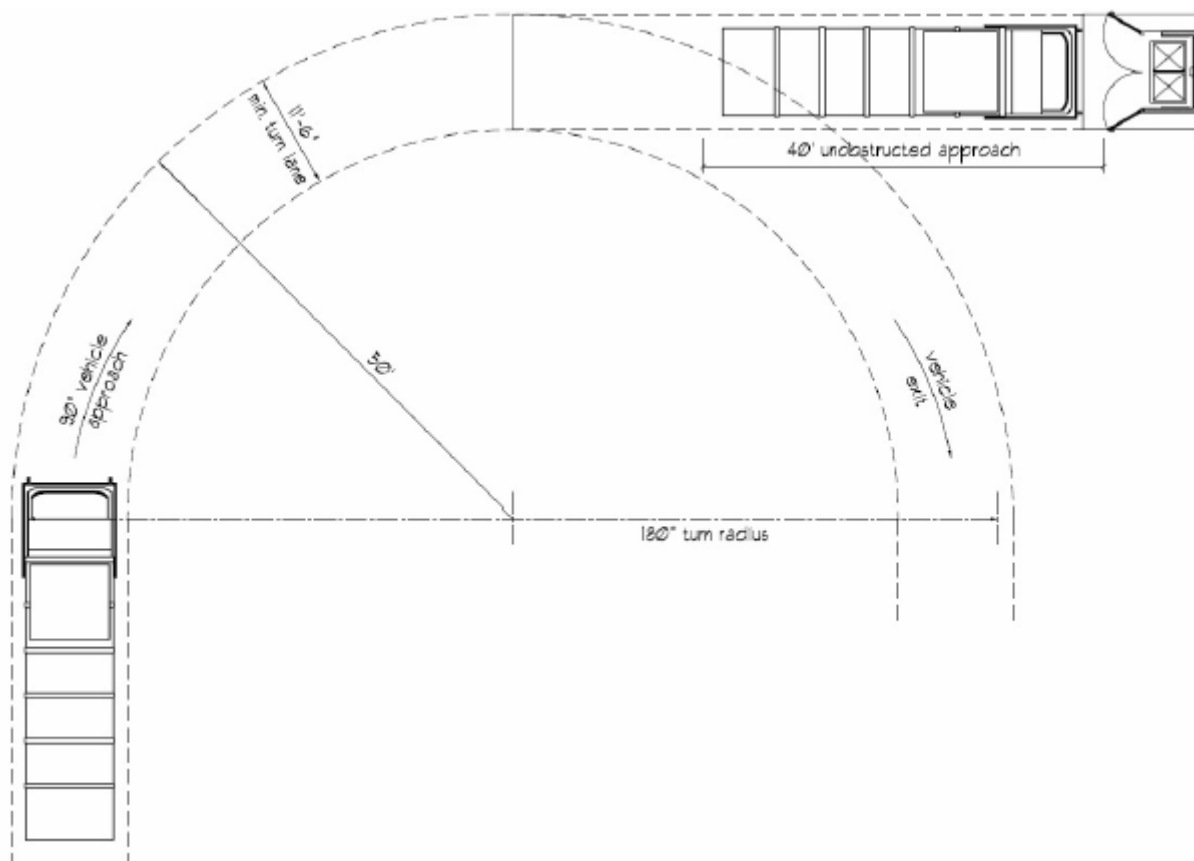 40' unobstructed approach
11'-6"
min. turn lane
50'
90° vehicle
approach
vehicle
exit
180° turn radius